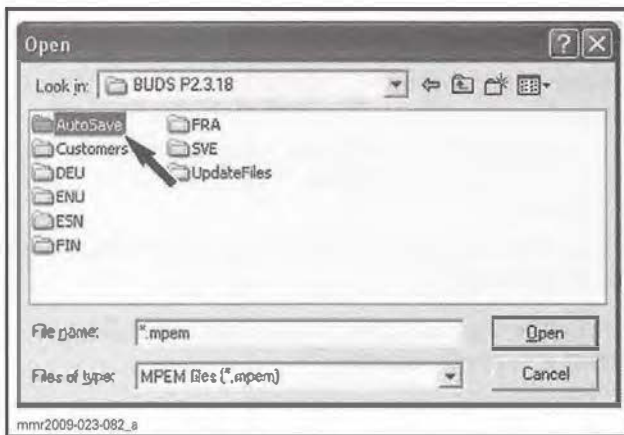 Open
Look in: BUDS P2.3.18
AutoSave FRA
Customers SVE
DEU UpdateFiles
ENU
ESN
FIN
File name: *.mpem Open
Files of type: MPEM files (*.mpem) Cancel
mmr2009-023-082_a